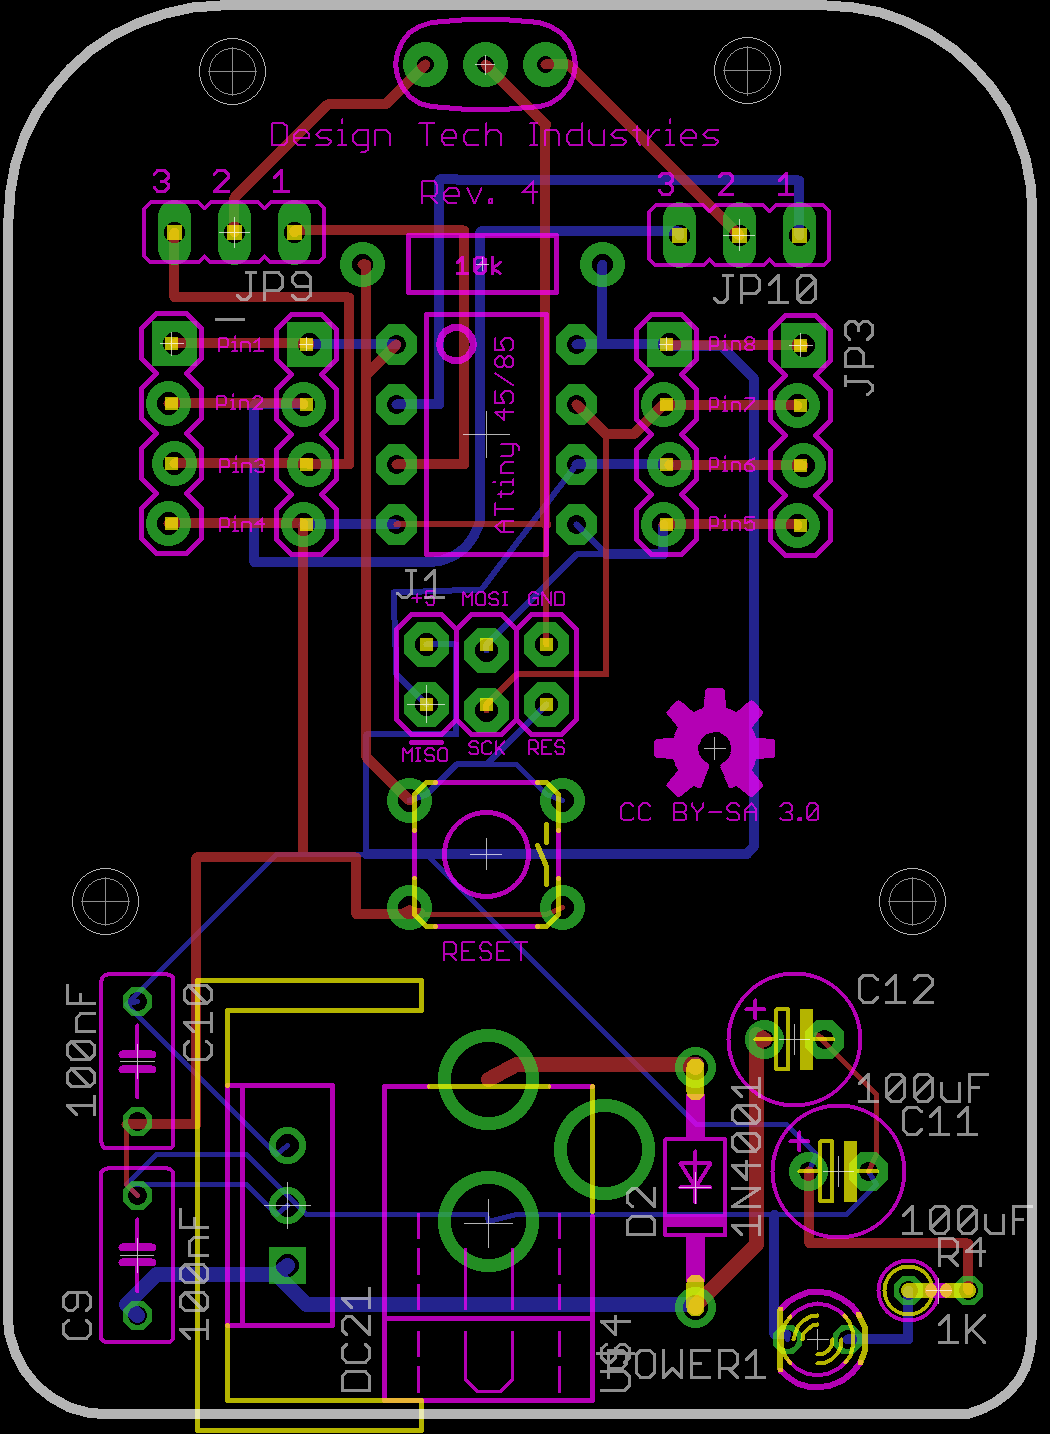 Design Tech Industries
Rev. 4
3 2 1
3 2 1
10k
JP9
JP10
JP3
Pin1
Pin2
Pin3
Pin4
ATtiny 45/85
Pin8
Pin7
Pin6
Pin5
J1
+5 MOSI GND
MISO SCK RES
CC BY-SA 3.0
RESET
100nF
C10
C12
100uF
C11
100uF
1N4001
D2
R4
1K
C9
100nF
DC21
POWER1